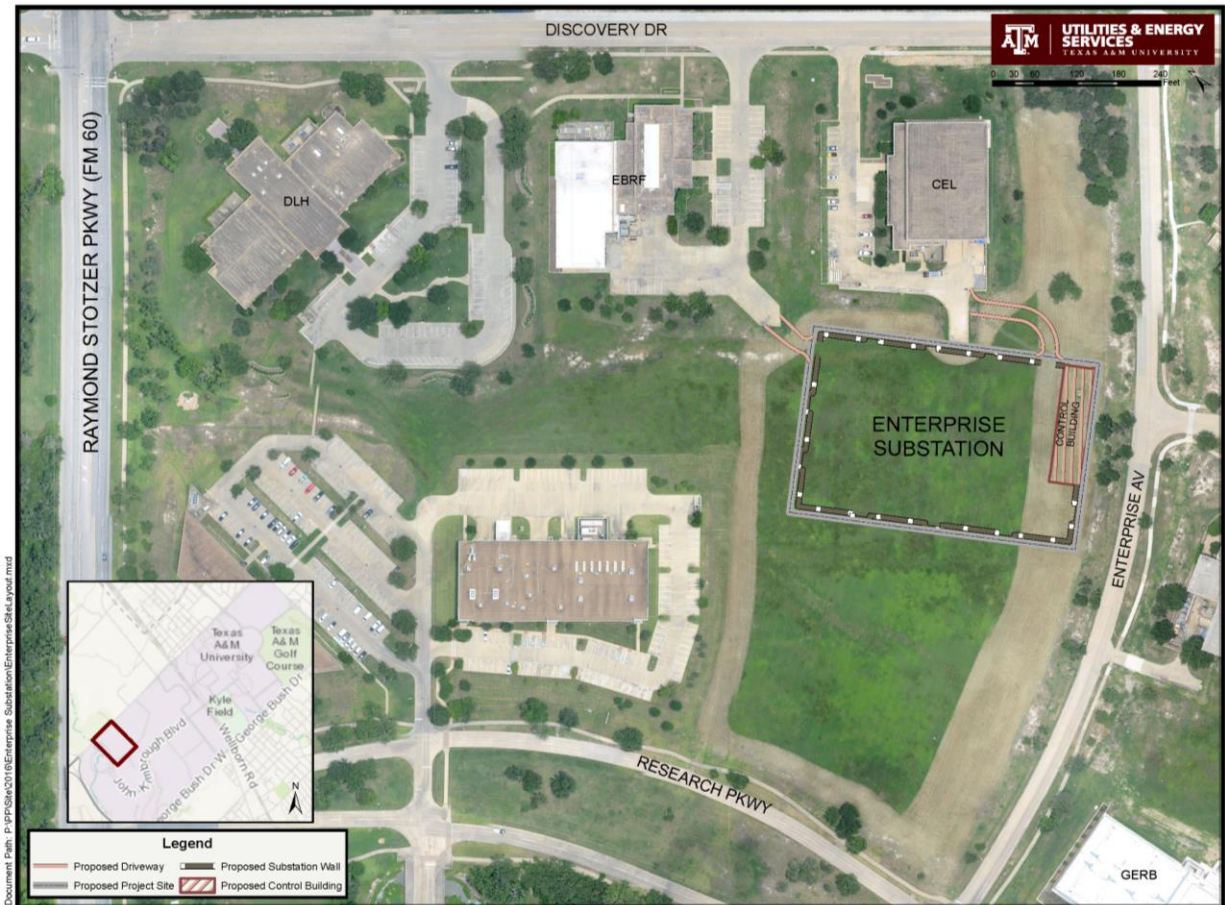 DISCOVERY DR
ĀM
UTILITIES & ENERGY
SERVICES
TEXAS A&M UNIVERSITY
0 30 60 120 180 240
Feet
N
RAYMOND STOTZER PKWY (FM 60)
DLH
EBRF
CEL
ENTERPRISE
SUBSTATION
CONTROL
BUILDING
ENTERPRISE AV
RESEARCH PKWY
GERB
Texas
A&M
University
Texas
A&M
Golf
Course
Kyle
Field
John Kimbrough Blvd
Wellborn Rd
George Bush Dr W
George Bush Dr
N
Legend
Proposed Driveway
Proposed Substation Wall
Proposed Project Site
Proposed Control Building
Document Path: P:\PP\Site\2016\Enterprise Substation\EnterpriseSiteLayout.mxd